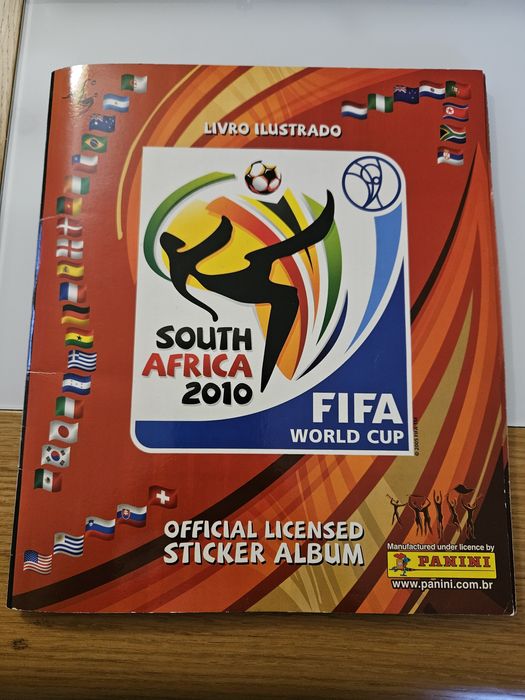 LIVRO ILUSTRADO
SOUTH
AFRICA
2010
FIFA
WORLD CUP
OFFICIAL LICENSED
STICKER ALBUM
Manufactured under licence by
PANINI
www.panini.com.br